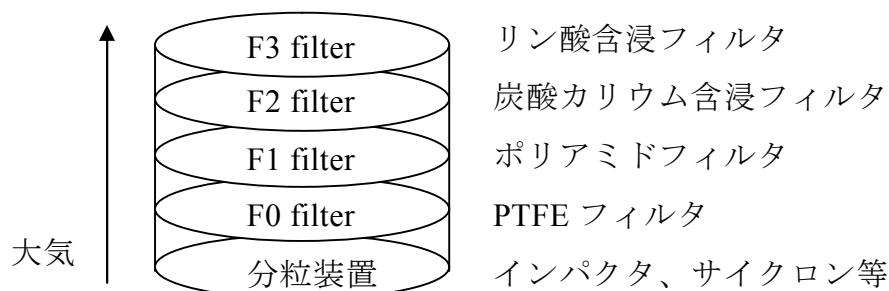 F3 filter リン酸含浸フィルタ
F2 filter 炭酸カリウム含浸フィルタ
F1 filter ポリアミドフィルタ
F0 filter PTFE フィルタ
大気
分粒装置 インパクタ、サイクロン等